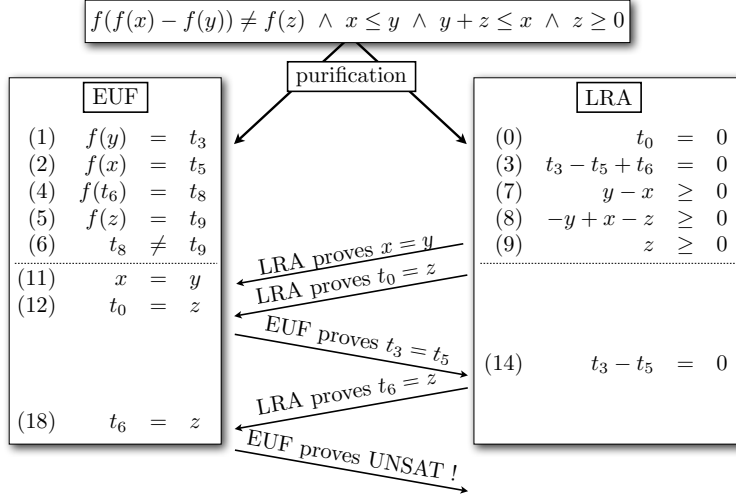 f(f(x) − f(y)) ≠ f(z) ∧ x ≤ y ∧ y + z ≤ x ∧ z ≥ 0
purification
EUF
(1) f(y) = t₃
(2) f(x) = t₅
(4) f(t₆) = t₈
(5) f(z) = t₉
(6) t₈ ≠ t₉
(11) x = y
(12) t₀ = z
(18) t₆ = z
LRA proves x = y
LRA proves t₀ = z
EUF proves t₃ = t₅
LRA proves t₆ = z
EUF proves UNSAT !
LRA
(0) t₀ = 0
(3) t₃ − t₅ + t₆ = 0
(7) y − x ≥ 0
(8) −y + x − z ≥ 0
(9) z ≥ 0
(14) t₃ − t₅ = 0